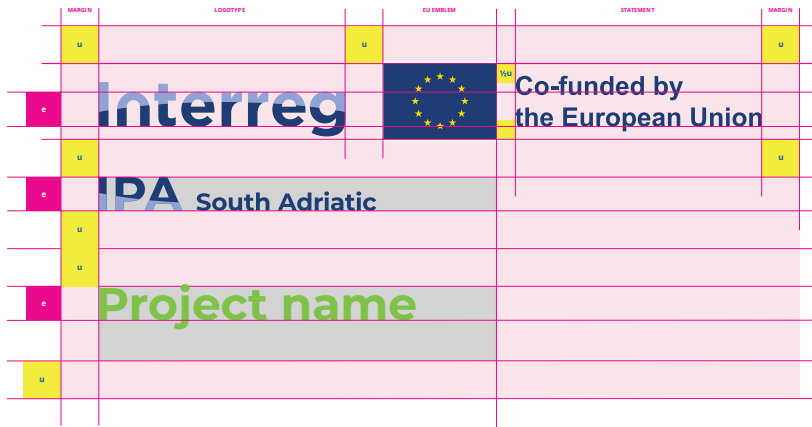 MARGIN LOGOTYPE EU EMBLEM STATEMENT MARGIN
u u u
½u
Interreg Co-funded by
e
the European Union
u u
e
IPA South Adriatic
u
u
e
Project name
u